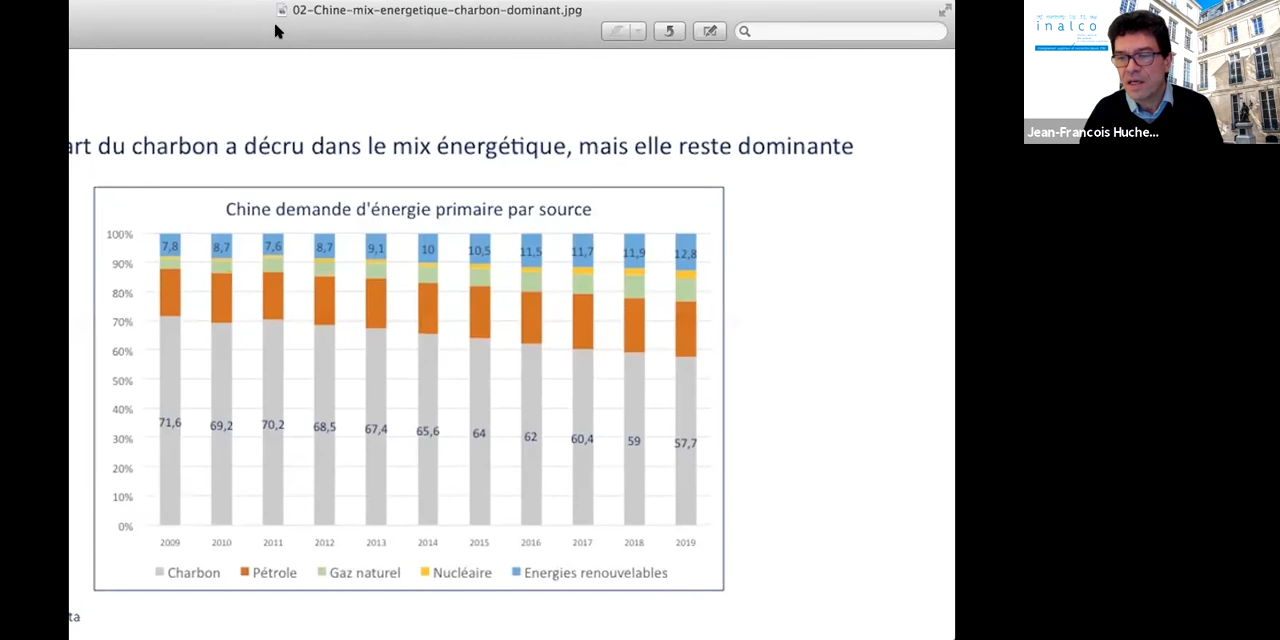 02-Chine-mix-energetique-charbon-dominant.jpg
inalco
Jean-Francois Huche...
art du charbon a décru dans le mix énergétique, mais elle reste dominante
Chine demande d'énergie primaire par source
100%
90%
80%
70%
60%
50%
40%
30%
20%
10%
0%
7,8 8,7 7,6 8,7 9,1 10 10,5 11,5 11,7 11,9 12,8
71,6 69,2 70,2 68,5 67,4 65,6 64 62 60,4 59 57,7
2009 2010 2011 2012 2013 2014 2015 2016 2017 2018 2019
Charbon Pétrole Gaz naturel Nucléaire Energies renouvelables
ta